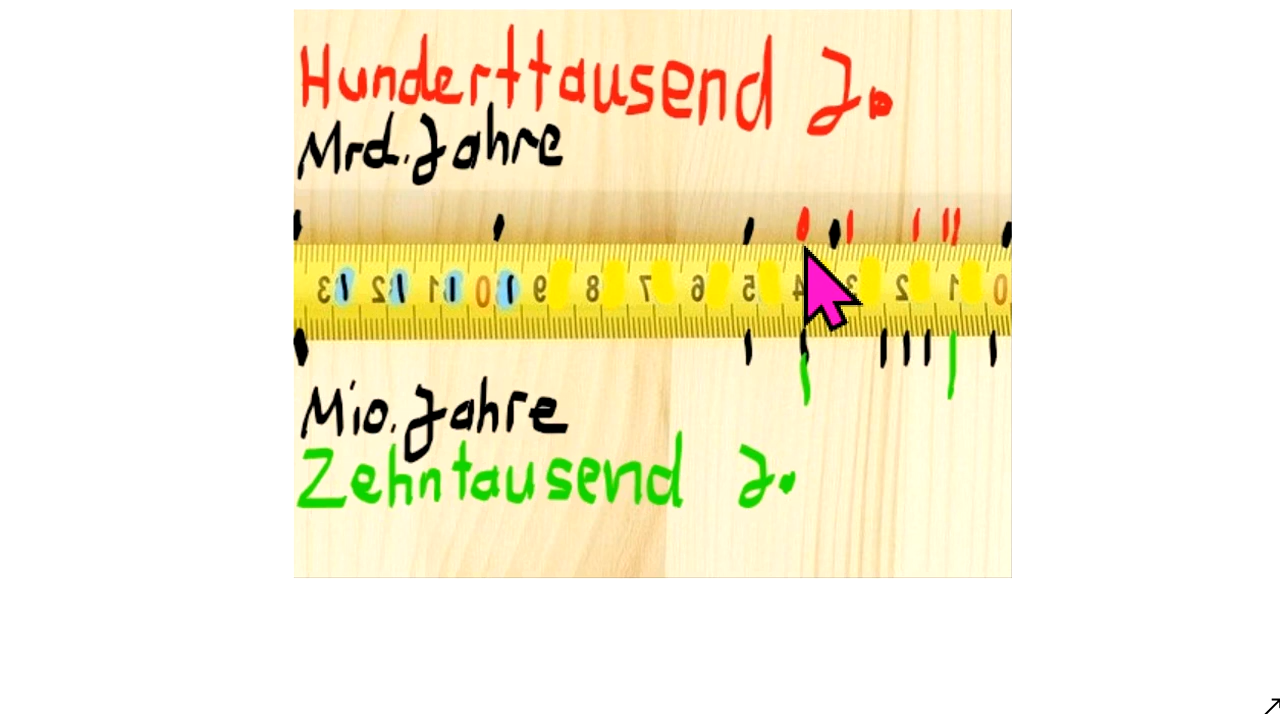 Hunderttausend J.
Mrd. Jahre
13 12 11 10 9 8 7 6 5 4 3 2 1 0
Mio. Jahre
Zehntausend J.